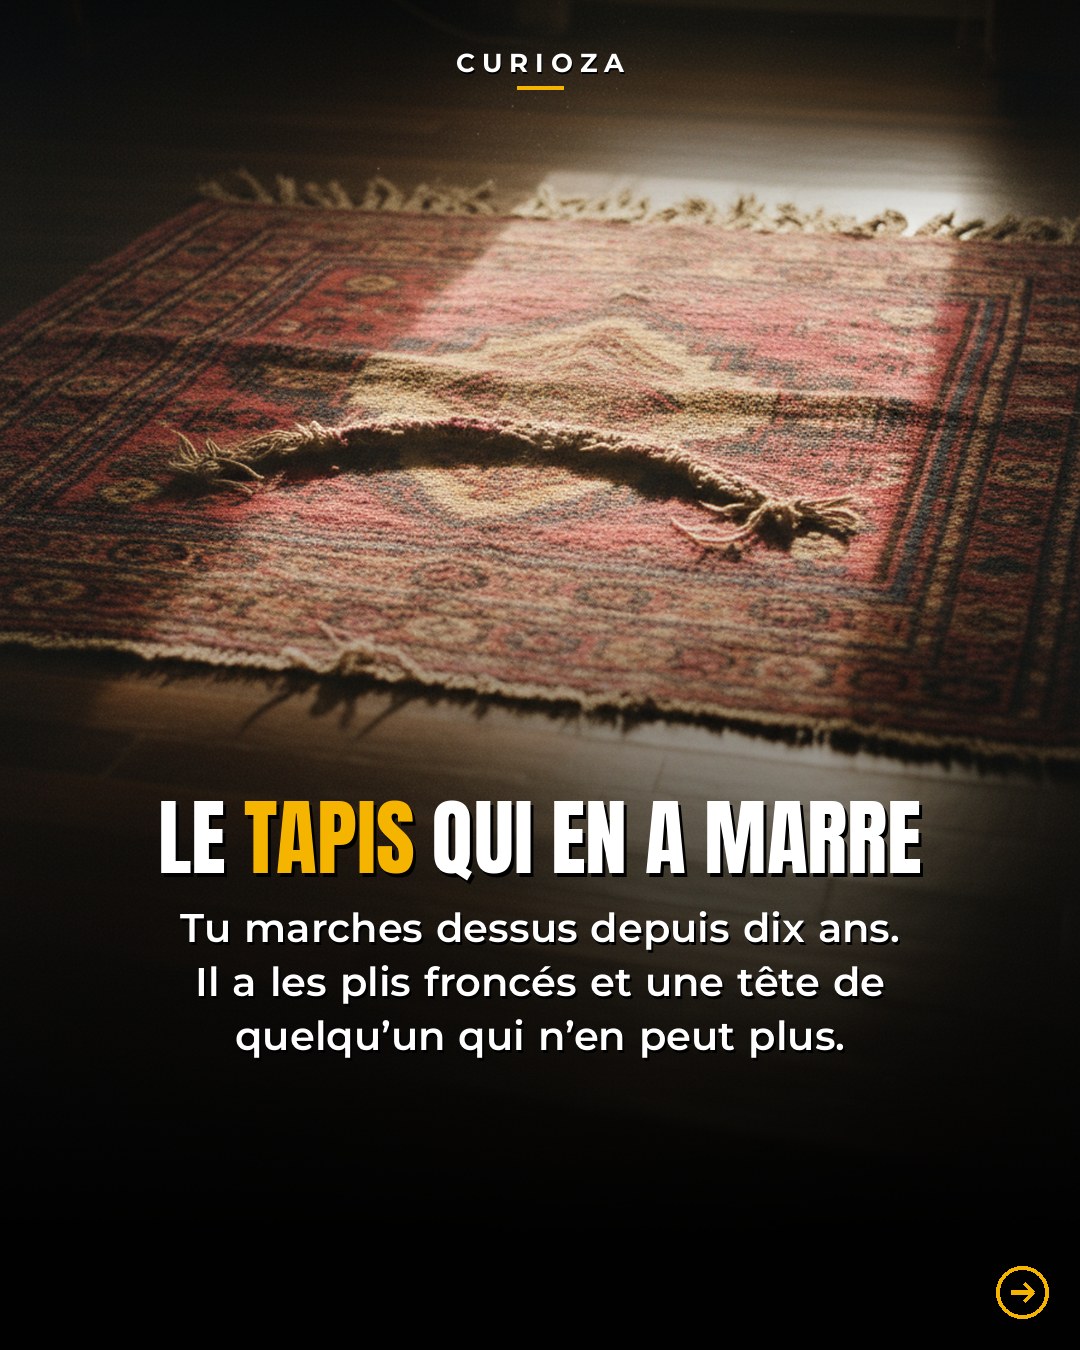 CURIOZA
LE TAPIS QUI EN A MARRE
Tu marches dessus depuis dix ans.
Il a les plis froncés et une tête de
quelqu’un qui n’en peut plus.